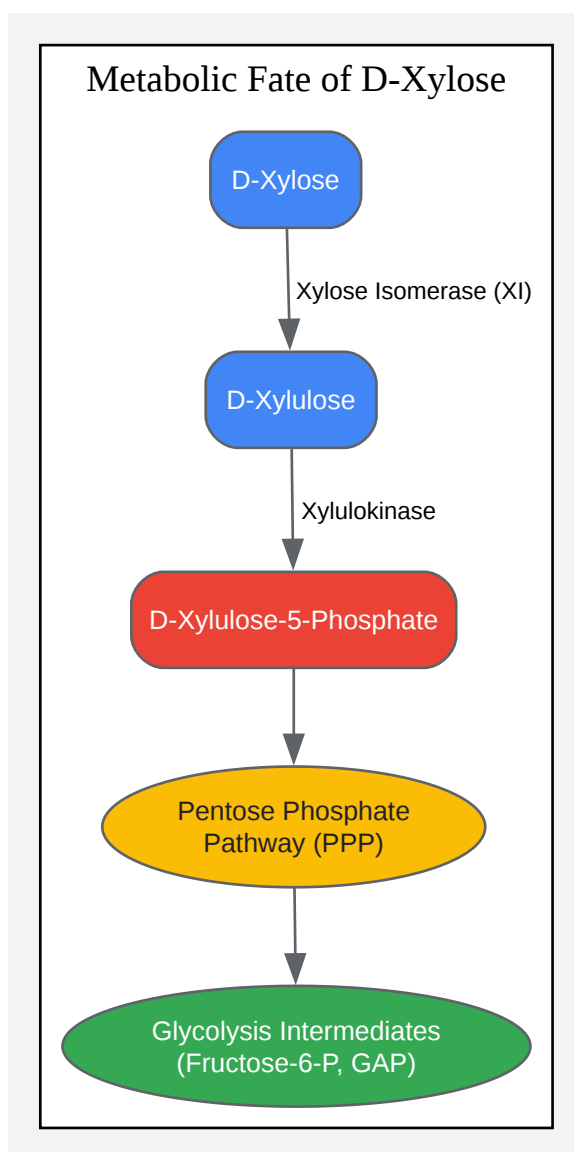 Metabolic Fate of D-Xylose
D-Xylose
Xylose Isomerase (XI)
D-Xylulose
Xylulokinase
D-Xylulose-5-Phosphate
Pentose Phosphate
Pathway (PPP)
Glycolysis Intermediates
(Fructose-6-P, GAP)